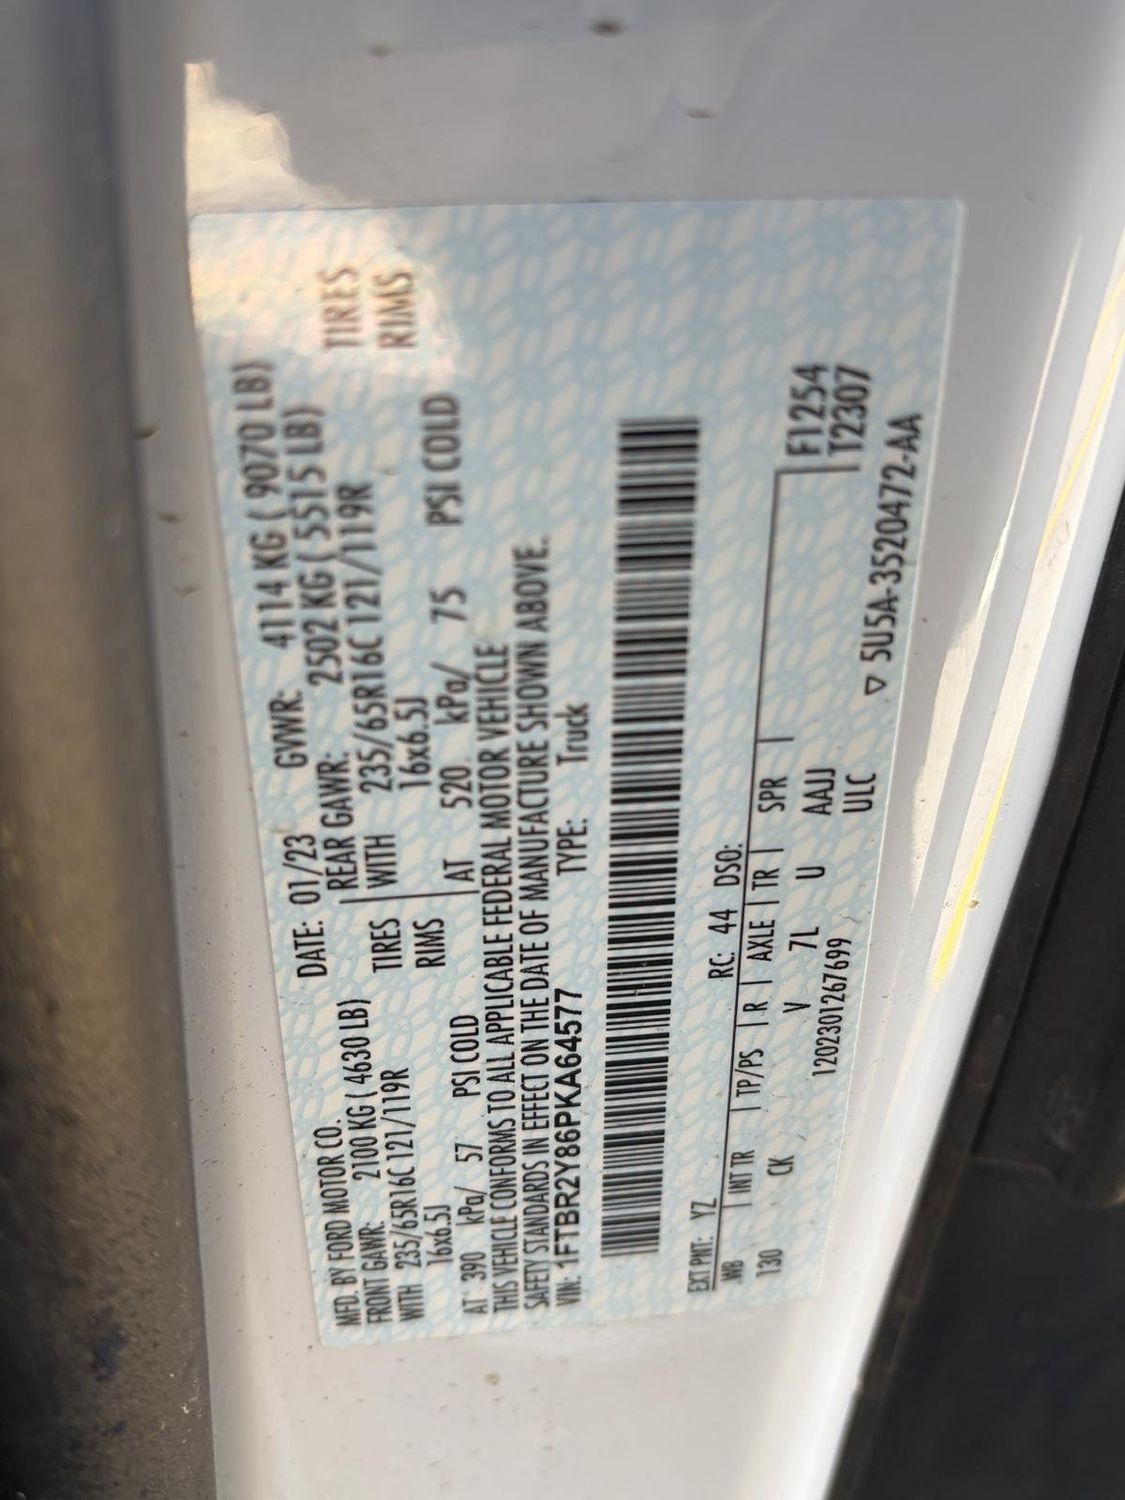 MFD. BY FORD MOTOR CO. DATE: 01/23 GVWR: 4114 KG ( 9070 LB)
FRONT GAWR: 2100 KG ( 4630 LB) REAR GAWR: 2502 KG ( 5515 LB)
WITH 235/65R16C 121/119R TIRES WITH 235/65R16C 121/119R TIRES
16x6.5J RIMS 16x6.5J RIMS
AT 390 kPa/ 57 PSI COLD AT 520 kPa/ 75 PSI COLD
THIS VEHICLE CONFORMS TO ALL APPLICABLE FEDERAL MOTOR VEHICLE
SAFETY STANDARDS IN EFFECT ON THE DATE OF MANUFACTURE SHOWN ABOVE.
VIN: 1FTBR2Y86PKA64577 TYPE: Truck
EXT PNT: YZ RC: 44 DSO:
WB INT TR TP/PS R AXLE TR SPR F1254
130 CK V 7L U AAJJ T2307
1202301267699 ULC
▽ 5U5A-3520472-AA